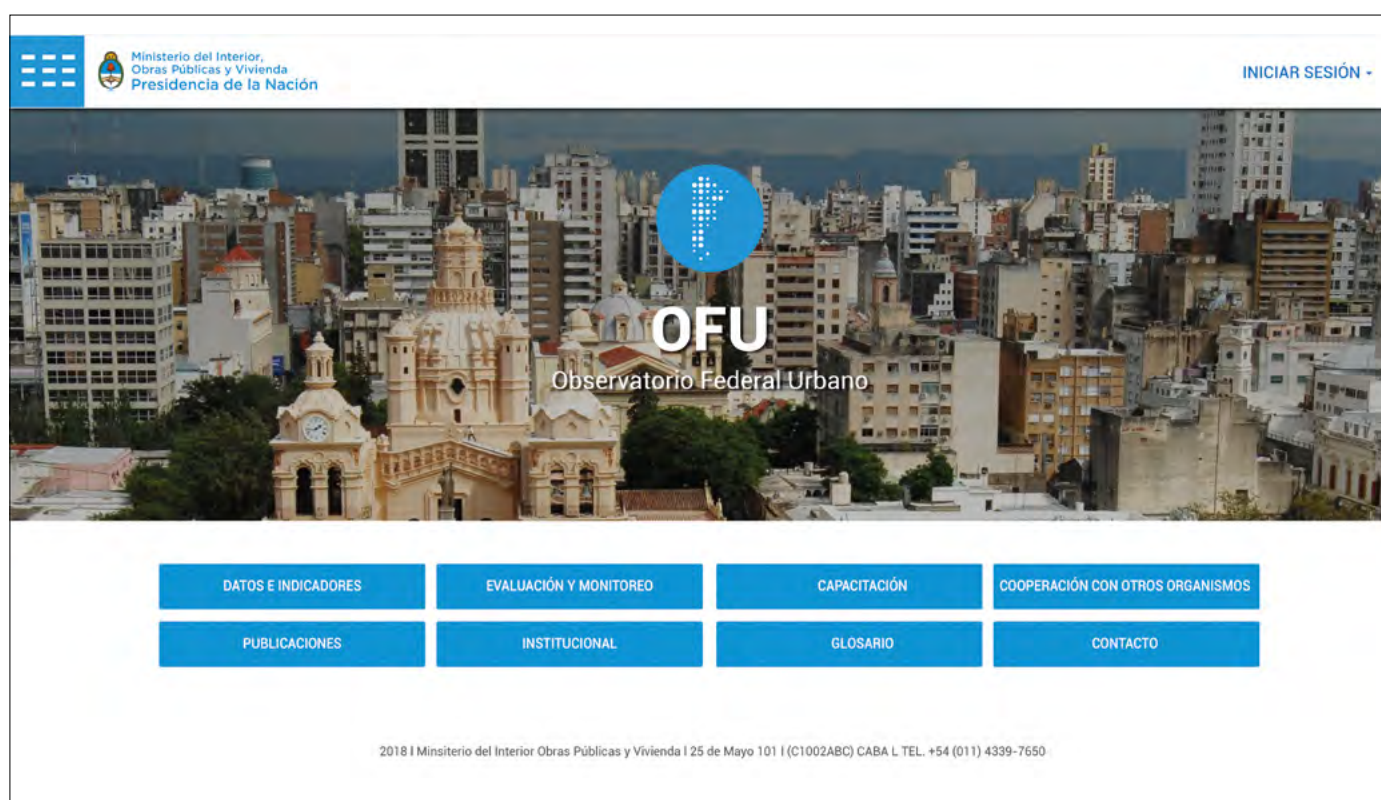 Ministerio del Interior,
Obras Públicas y Vivienda
Presidencia de la Nación
INICIAR SESIÓN
OFU
Observatorio Federal Urbano
DATOS E INDICADORES
EVALUACIÓN Y MONITOREO
CAPACITACIÓN
COOPERACIÓN CON OTROS ORGANISMOS
PUBLICACIONES
INSTITUCIONAL
GLOSARIO
CONTACTO
2018 l Minsiterio del Interior Obras Públicas y Vivienda l 25 de Mayo 101 l (C1002ABC) CABA L TEL. +54 (011) 4339-7650